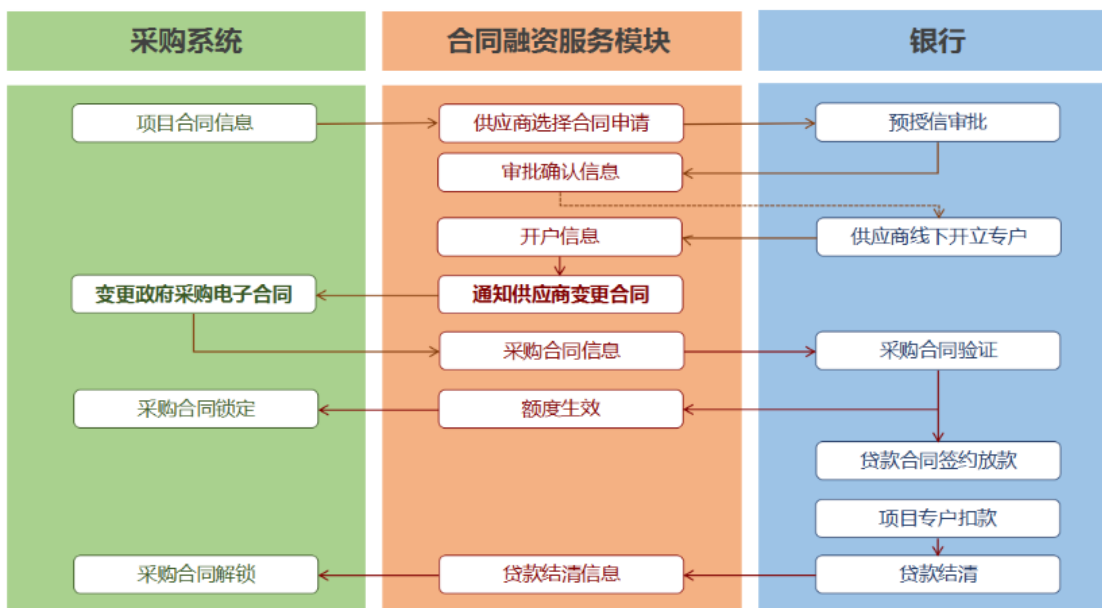 采购系统
合同融资服务模块
银行
项目合同信息
供应商选择合同申请
预授信审批
审批确认信息
开户信息
供应商线下开立专户
变更政府采购电子合同
通知供应商变更合同
采购合同信息
采购合同验证
采购合同锁定
额度生效
贷款合同签约放款
项目专户扣款
采购合同解锁
贷款结清信息
贷款结清